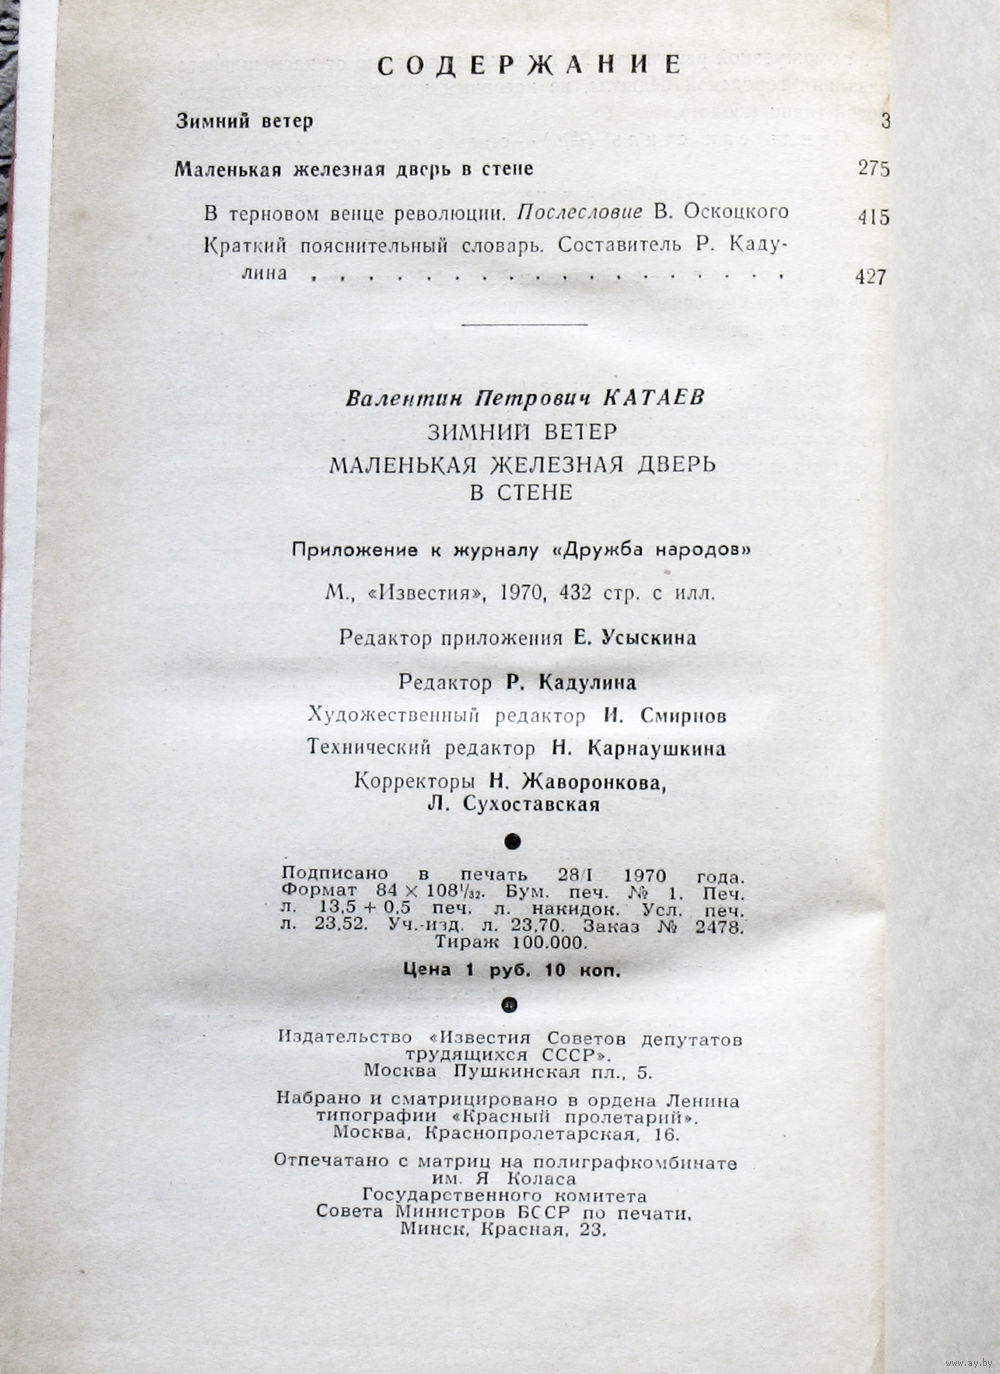 СОДЕРЖАНИЕ
Зимний ветер 3
Маленькая железная дверь в стене 275
В терновом венце революции. Послесловие В. Оскоцкого 415
Краткий пояснительный словарь. Составитель Р. Каду-
лина . . . . . . . . . . . . . . . . . 427
Валентин Петрович КАТАЕВ
ЗИМНИЙ ВЕТЕР
МАЛЕНЬКАЯ ЖЕЛЕЗНАЯ ДВЕРЬ
В СТЕНЕ
Приложение к журналу «Дружба народов»
М., «Известия», 1970, 432 стр. с илл.
Редактор приложения Е. Усыскина
Редактор Р. Кадулина
Художественный редактор И. Смирнов
Технический редактор Н. Карнаушкина
Корректоры Н. Жаворонкова,
Л. Сухоставская
Подписано в печать 28/I 1970 года.
Формат 84 × 108¹/₃₂. Бум. печ. № 1. Печ.
л. 13,5 + 0,5 печ. л. накидок. Усл. печ.
л. 23,52. Уч.-изд. л. 23,70. Заказ № 2478.
Тираж 100.000.
Цена 1 руб. 10 коп.
Издательство «Известия Советов депутатов
трудящихся СССР».
Москва Пушкинская пл., 5.
Набрано и сматрицировано в ордена Ленина
типографии «Красный пролетарий».
Москва, Краснопролетарская, 16.
Отпечатано с матриц на полиграфкомбинате
им. Я Коласа
Государственного комитета
Совета Министров БССР по печати,
Минск, Красная, 23.
www.ay.by